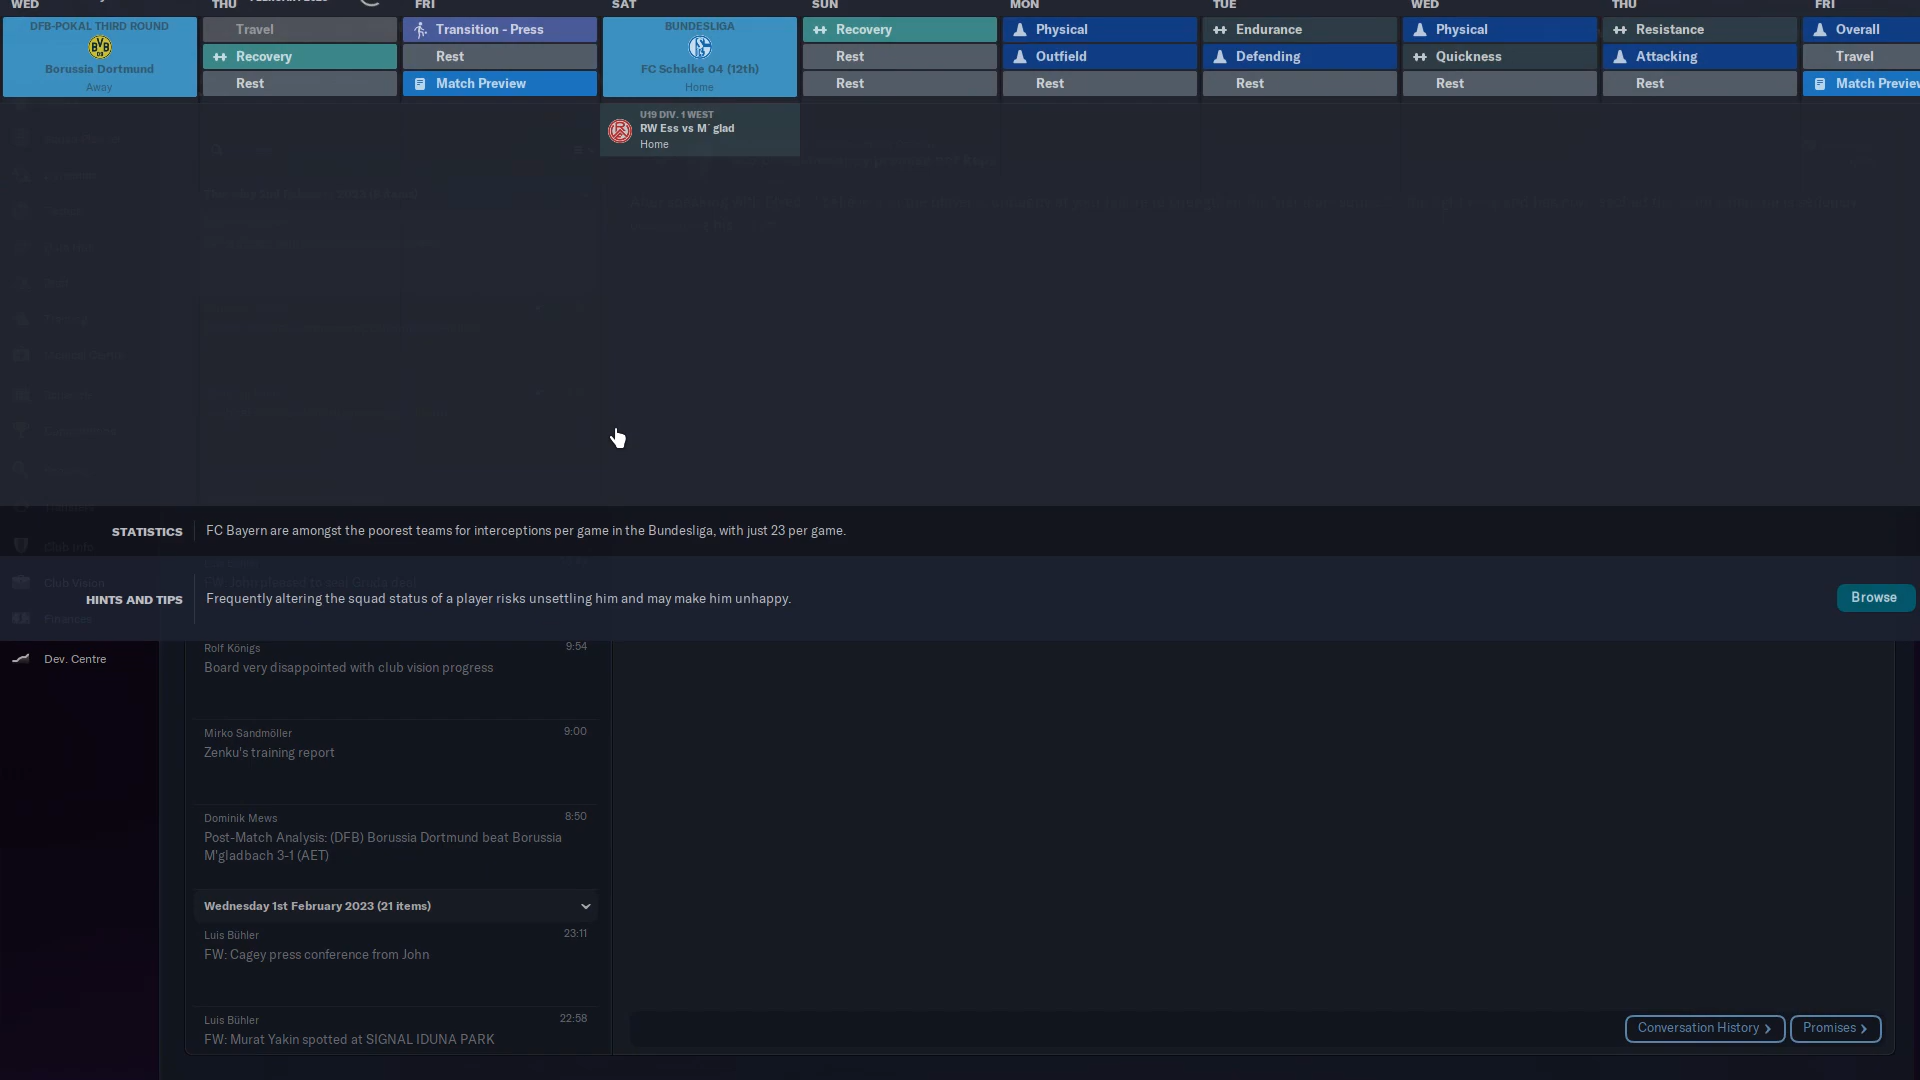 WED
THU
FRI
SAT
SUN
MON
TUE
WED
THU
FRI
DFB-POKAL THIRD ROUND
Borussia Dortmund
Away
Travel
Recovery
Rest
Transition - Press
Rest
Match Preview
BUNDESLIGA
FC Schalke 04 (12th)
Home
Recovery
Rest
Rest
Physical
Outfield
Rest
Endurance
Defending
Rest
Physical
Quickness
Rest
Resistance
Attacking
Rest
Overall
Travel
Match Preview
U19 DIV. 1 WEST
RW Ess vs M'glad
Home
STATISTICS
FC Bayern are amongst the poorest teams for interceptions per game in the Bundesliga, with just 23 per game.
Club Info
Club Vision
HINTS AND TIPS
Frequently altering the squad status of a player risks unsettling him and may make him unhappy.
Browse
Finances
Dev. Centre
Rolf Königs
9:54
Board very disappointed with club vision progress
Mirko Sandmöller
9:00
Zenku's training report
Dominik Mews
8:50
Post-Match Analysis: (DFB) Borussia Dortmund beat Borussia
M'gladbach 3-1 (AET)
Wednesday 1st February 2023 (21 items)
Luis Bühler
23:11
FW: Cagey press conference from John
Luis Bühler
22:58
FW: Murat Yakin spotted at SIGNAL IDUNA PARK
Conversation History
Promises